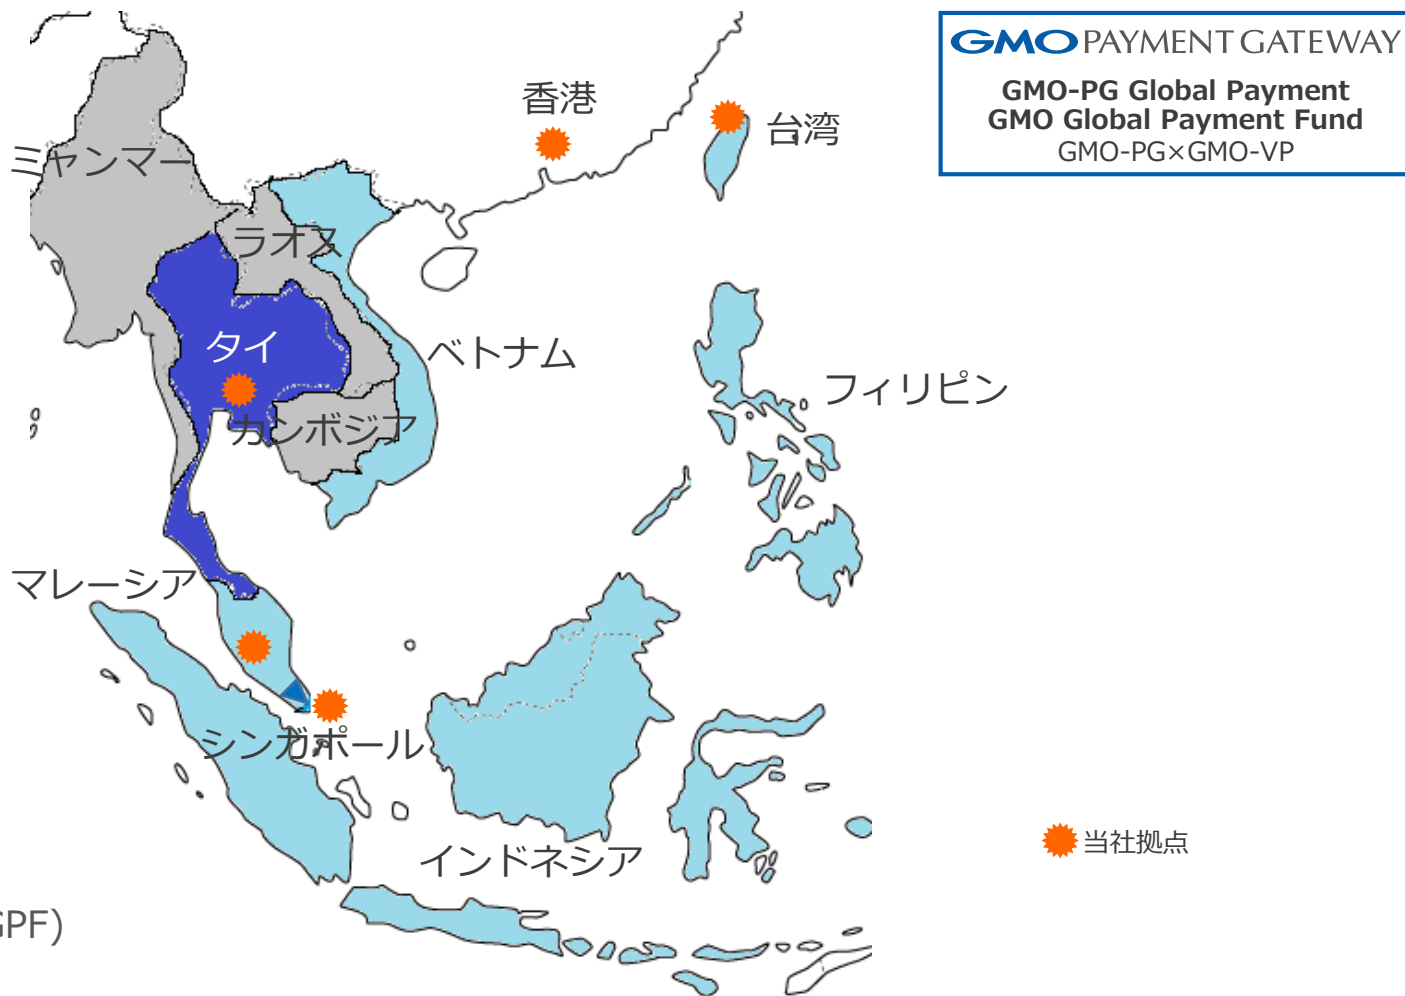 GMO PAYMENT GATEWAY
GMO-PG Global Payment
GMO Global Payment Fund
GMO-PG×GMO-VP
香港
台湾
ミャンマー
ラオス
タイ
ベトナム
フィリピン
カンボジア
マレーシア
シンガポール
当社拠点
インドネシア
GPF)